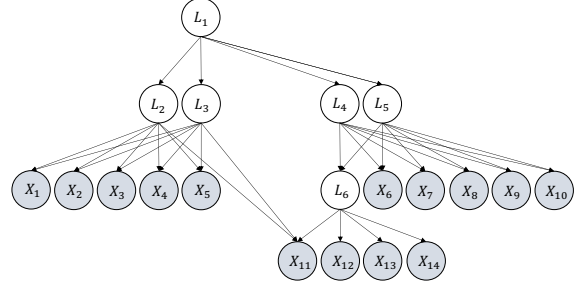 L₁
L₂ L₃ L₄ L₅
X₁ X₂ X₃ X₄ X₅ L₆ X₆ X₇ X₈ X₉ X₁₀
X₁₁ X₁₂ X₁₃ X₁₄